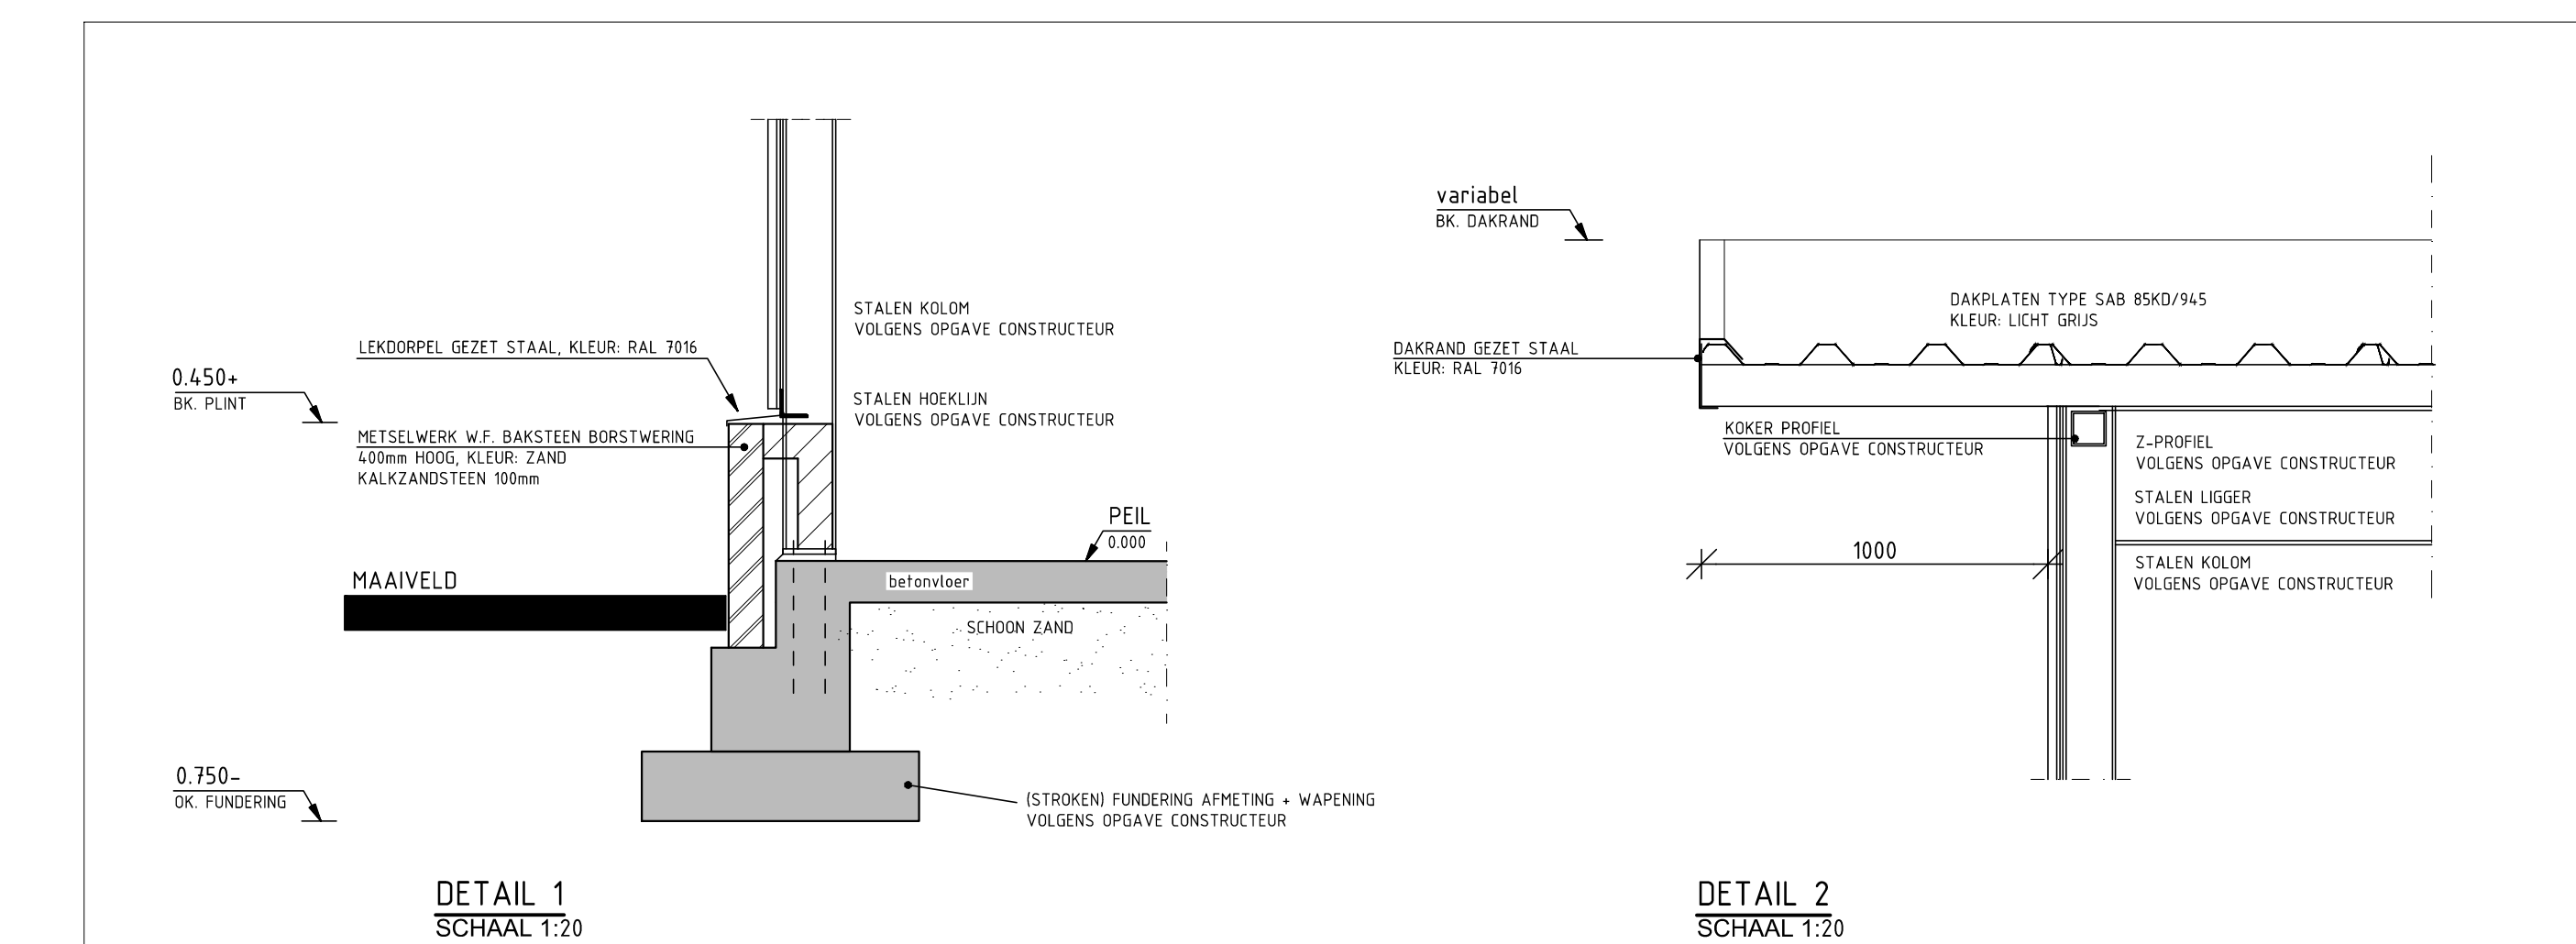 STALEN KOLOM
VOLGENS OPGAVE CONSTRUCTEUR
LEKDORPEL GEZET STAAL, KLEUR: RAL 7016
0.450+
BK. PLINT
STALEN HOEKLIJN
VOLGENS OPGAVE CONSTRUCTEUR
METSELWERK W.F. BAKSTEEN BORSTWERING
400mm HOOG, KLEUR: ZAND
KALKZANDSTEEN 100mm
PEIL
0.000
MAAIVELD
betonvloer
SCHOON ZAND
0.750-
OK. FUNDERING
(STROKEN) FUNDERING AFMETING + WAPENING
VOLGENS OPGAVE CONSTRUCTEUR
DETAIL 1
SCHAAL 1:20
variabel
BK. DAKRAND
DAKPLATEN TYPE SAB 85KD/945
KLEUR: LICHT GRIJS
DAKRAND GEZET STAAL
KLEUR: RAL 7016
KOKER PROFIEL
VOLGENS OPGAVE CONSTRUCTEUR
Z-PROFIEL
VOLGENS OPGAVE CONSTRUCTEUR
STALEN LIGGER
VOLGENS OPGAVE CONSTRUCTEUR
1000
STALEN KOLOM
VOLGENS OPGAVE CONSTRUCTEUR
DETAIL 2
SCHAAL 1:20